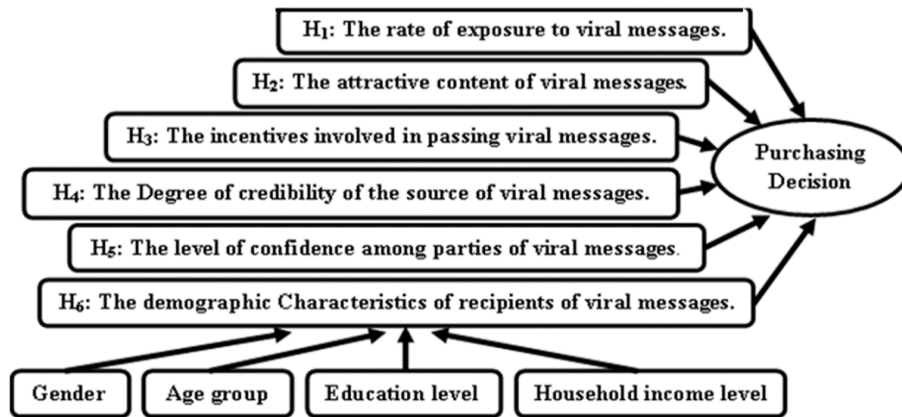 H₁: The rate of exposure to viral messages.
H₂: The attractive content of viral messages.
H₃: The incentives involved in passing viral messages.
Purchasing
Decision
H₄: The Degree of credibility of the source of viral messages.
H₅: The level of confidence among parties of viral messages.
H₆: The demographic Characteristics of recipients of viral messages.
Gender
Age group
Education level
Household income level